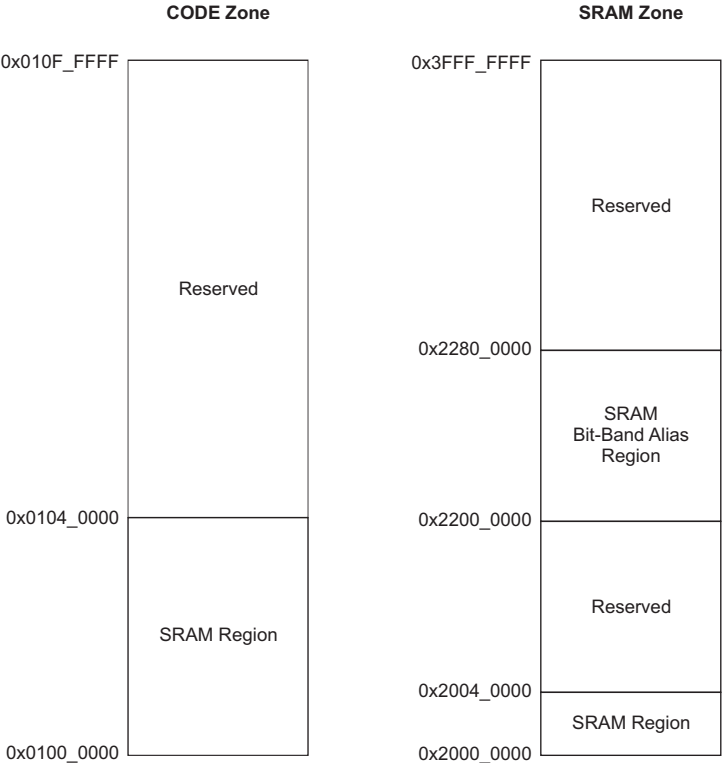 CODE Zone
0x010F_FFFF
Reserved
0x0104_0000
SRAM Region
0x0100_0000
SRAM Zone
0x3FFF_FFFF
Reserved
0x2280_0000
SRAM
Bit-Band Alias
Region
0x2200_0000
Reserved
0x2004_0000
SRAM Region
0x2000_0000